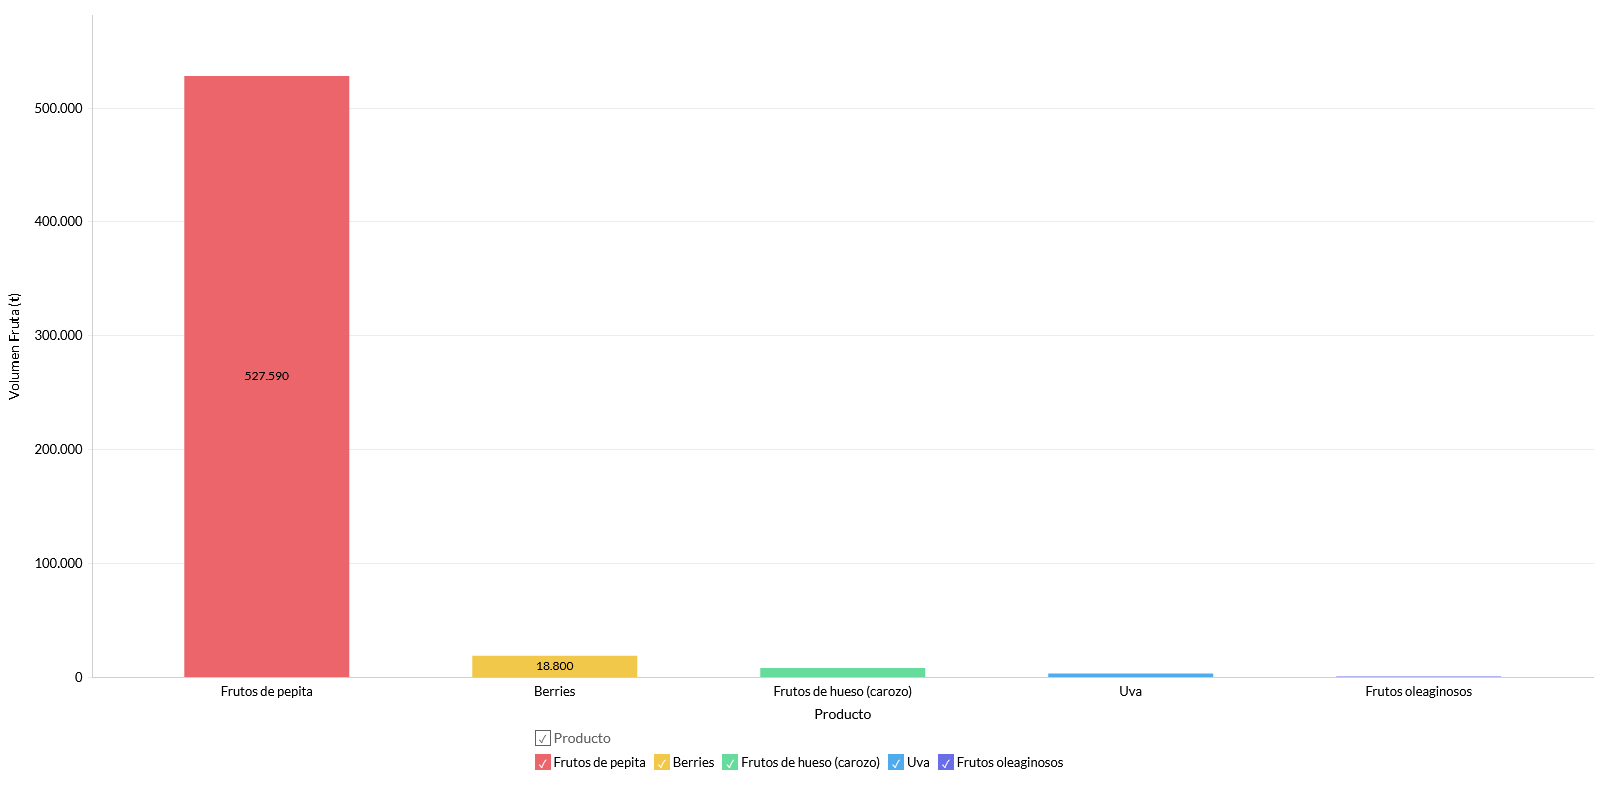 Volumen Fruta (t)
500.000
400.000
300.000
200.000
100.000
0
527.590
18.800
Frutos de pepita
Berries
Frutos de hueso (carozo)
Uva
Frutos oleaginosos
Producto
Producto
Frutos de pepita Berries Frutos de hueso (carozo) Uva Frutos oleaginosos